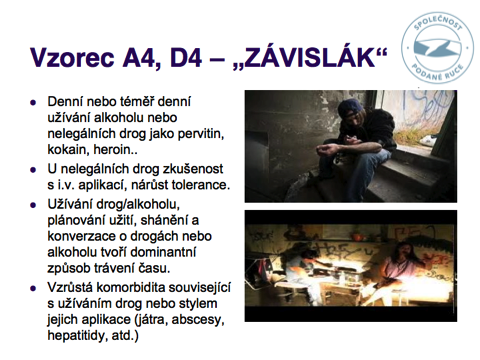 SPOLEČNOST
PODANÉ RUCE
Vzorec A4, D4 – „ZÁVISLÁK“
Denní nebo téměř denní
užívání alkoholu nebo
nelegálních drog jako pervitin,
kokain, heroin..
U nelegálních drog zkušenost
s i.v. aplikací, nárůst tolerance.
Užívání drog/alkoholu,
plánování užití, shánění a
konverzace o drogách nebo
alkoholu tvoří dominantní
způsob trávení času.
Vzrůstá komorbidita související
s užíváním drog nebo stylem
jejich aplikace (játra, abscesy,
hepatitidy, atd.)